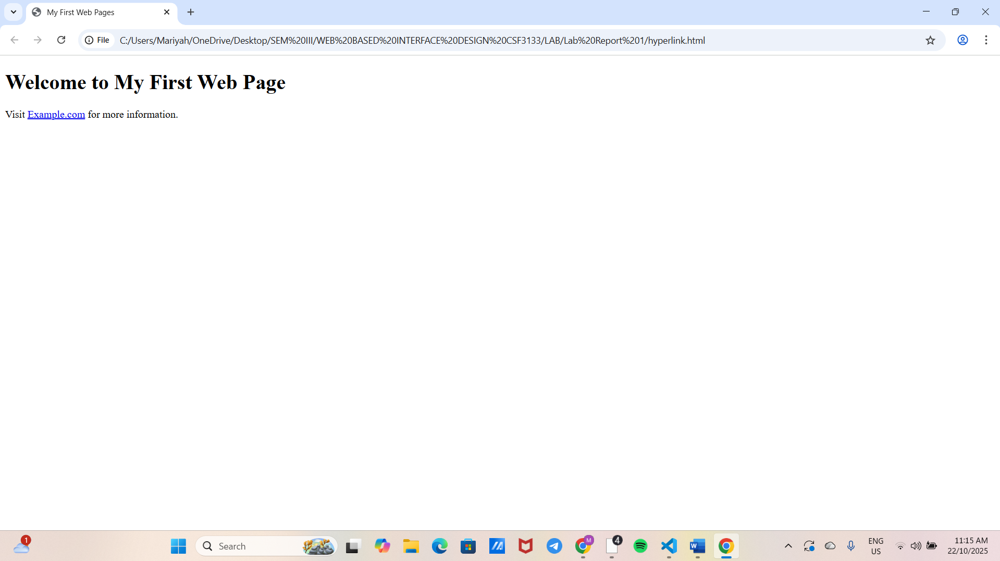 My First Web Pages
File C:/Users/Mariyah/OneDrive/Desktop/SEM%20III/WEB%20BASED%20INTERFACE%20DESIGN%20CSF3133/LAB/Lab%20Report%201/hyperlink.html
Welcome to My First Web Page
Visit Example.com for more information.
1
Search
M
4
W
ENG
US
11:15 AM
22/10/2025